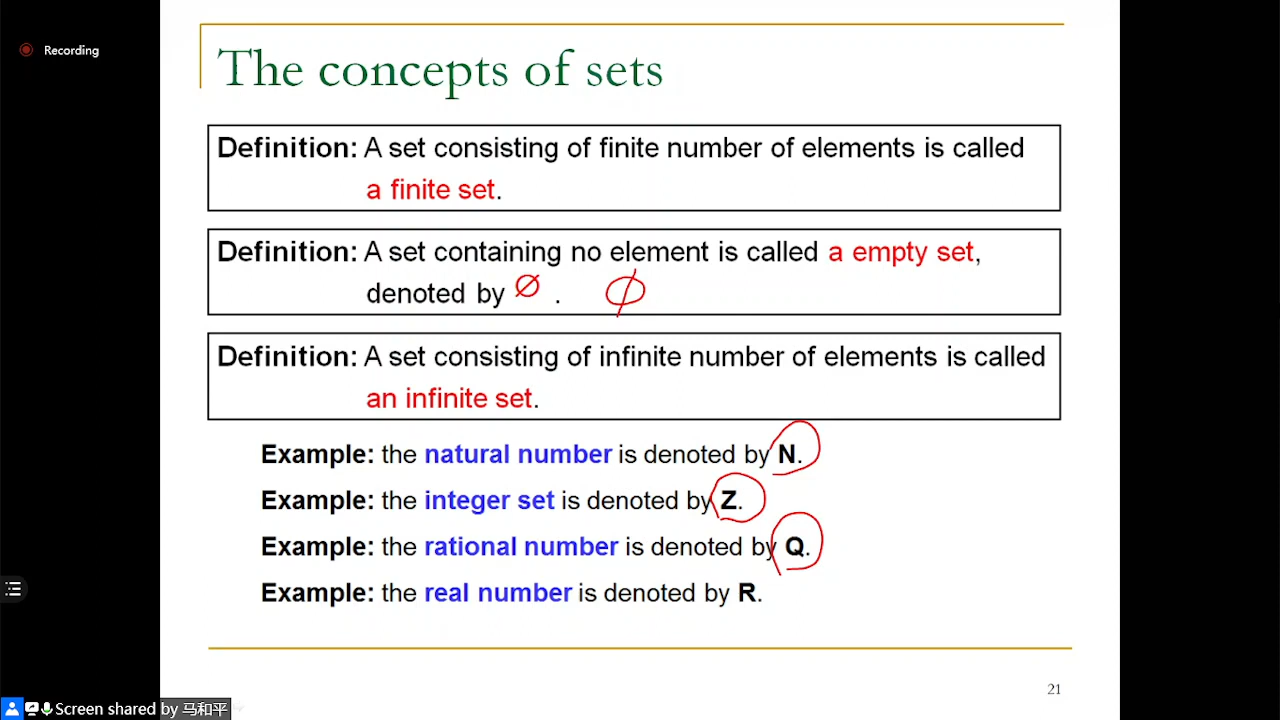 Recording
The concepts of sets
Definition: A set consisting of finite number of elements is called
a finite set.
Definition: A set containing no element is called a empty set,
denoted by ∅ . ∅
Definition: A set consisting of infinite number of elements is called
an infinite set.
Example: the natural number is denoted by N.
Example: the integer set is denoted by Z.
Example: the rational number is denoted by Q.
Example: the real number is denoted by R.
21
Screen shared by 马和平